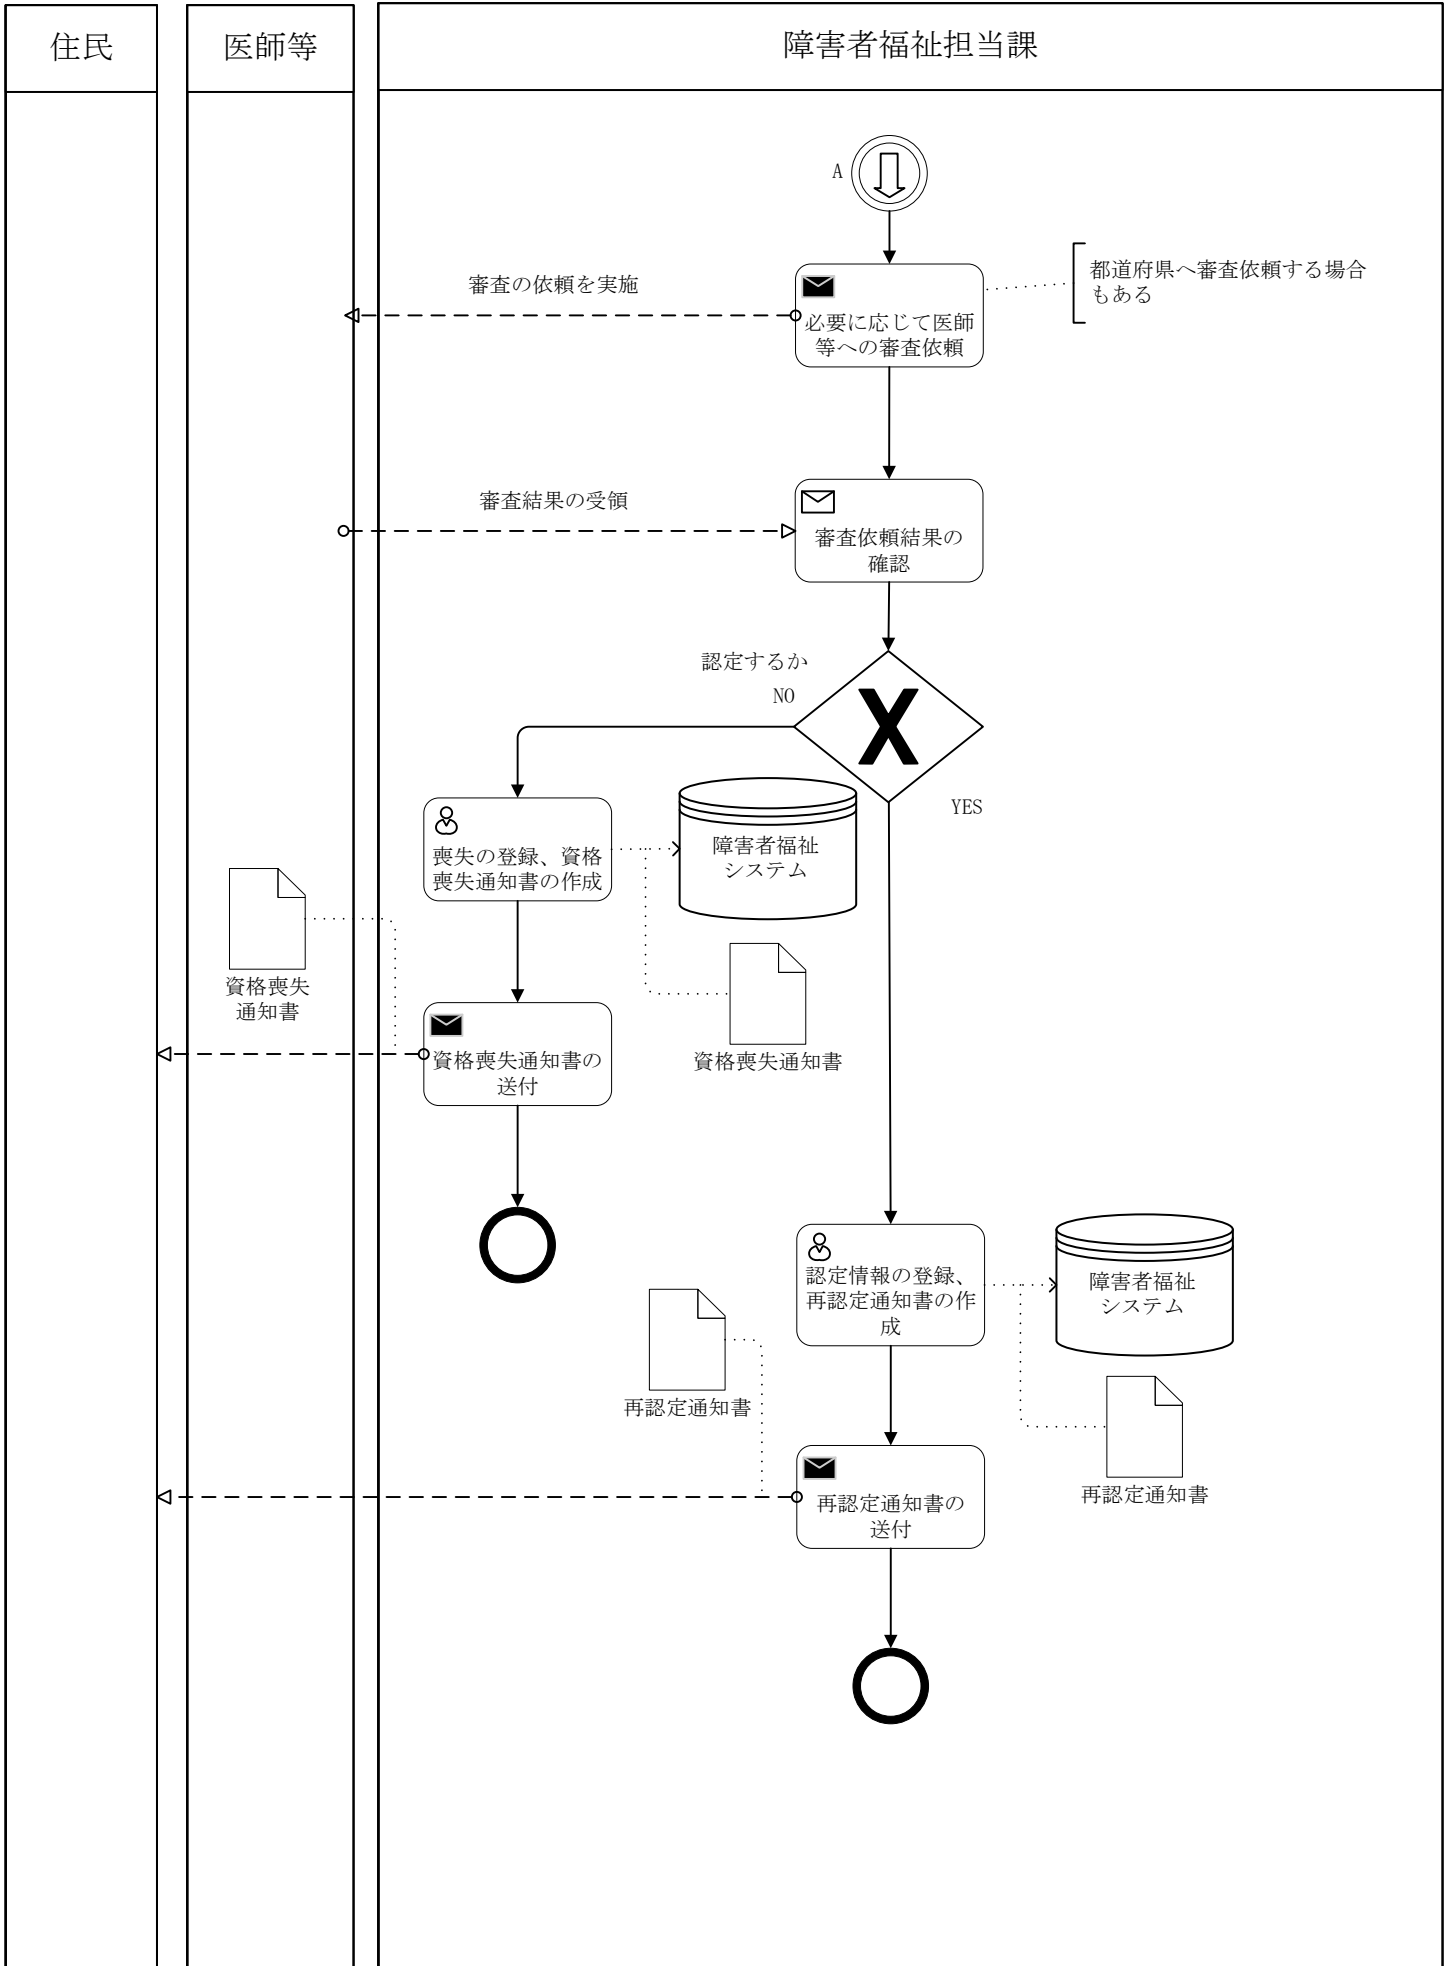 住民
医師等
障害者福祉担当課
A
審査の依頼を実施
都道府県へ審査依頼する場合
もある
必要に応じて医師
等への審査依頼
審査結果の受領
審査依頼結果の
確認
認定するか
NO
YES
喪失の登録、資格
喪失通知書の作成
障害者福祉
システム
資格喪失
通知書
資格喪失通知書
資格喪失通知書の
送付
認定情報の登録、
再認定通知書の作
成
障害者福祉
システム
再認定通知書
再認定通知書
再認定通知書の
送付